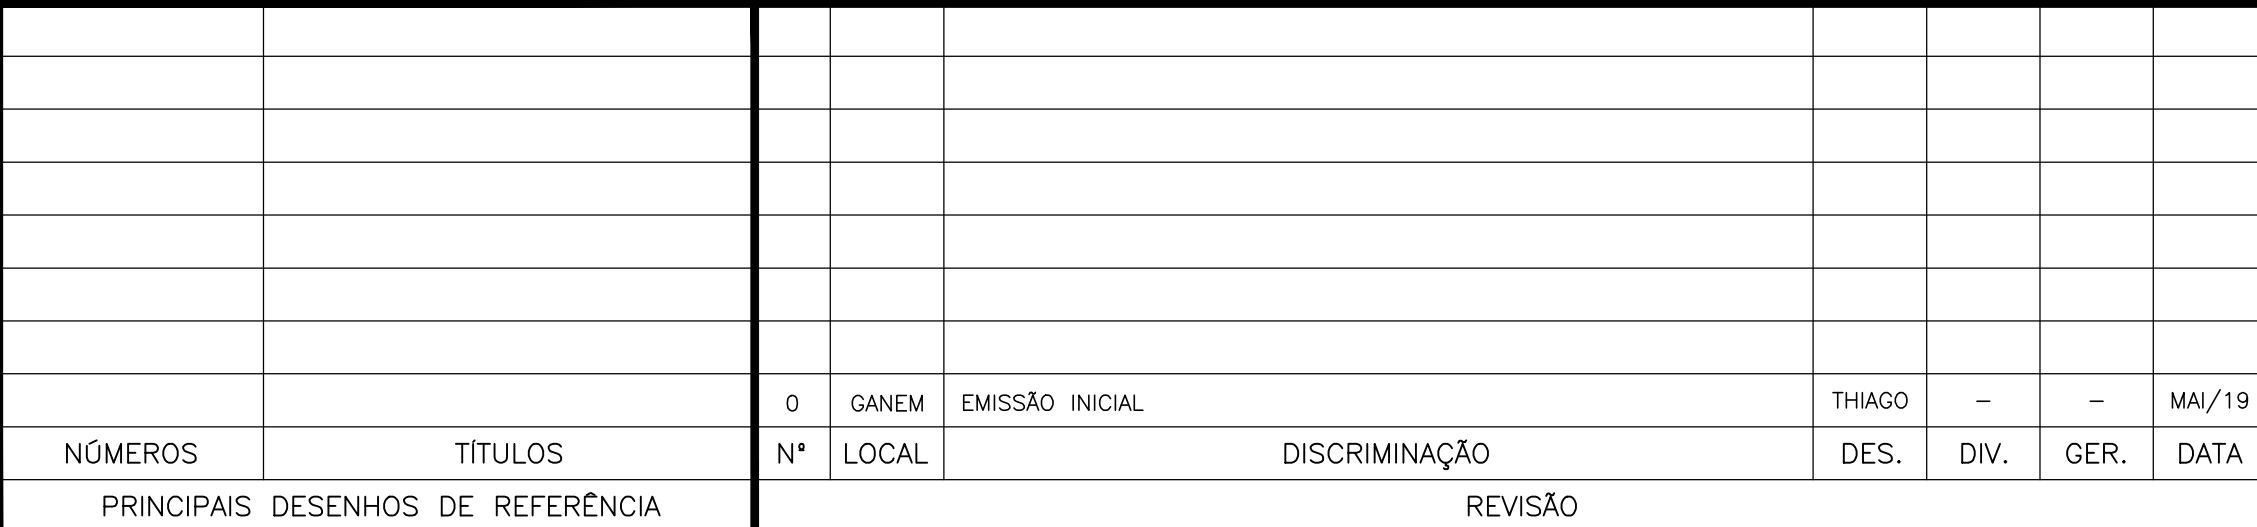 0 GANEM EMISSÃO INICIAL THIAGO – – MAI/19
NÚMEROS TÍTULOS Nº LOCAL DISCRIMINAÇÃO DES. DIV. GER. DATA
PRINCIPAIS DESENHOS DE REFERÊNCIA REVISÃO